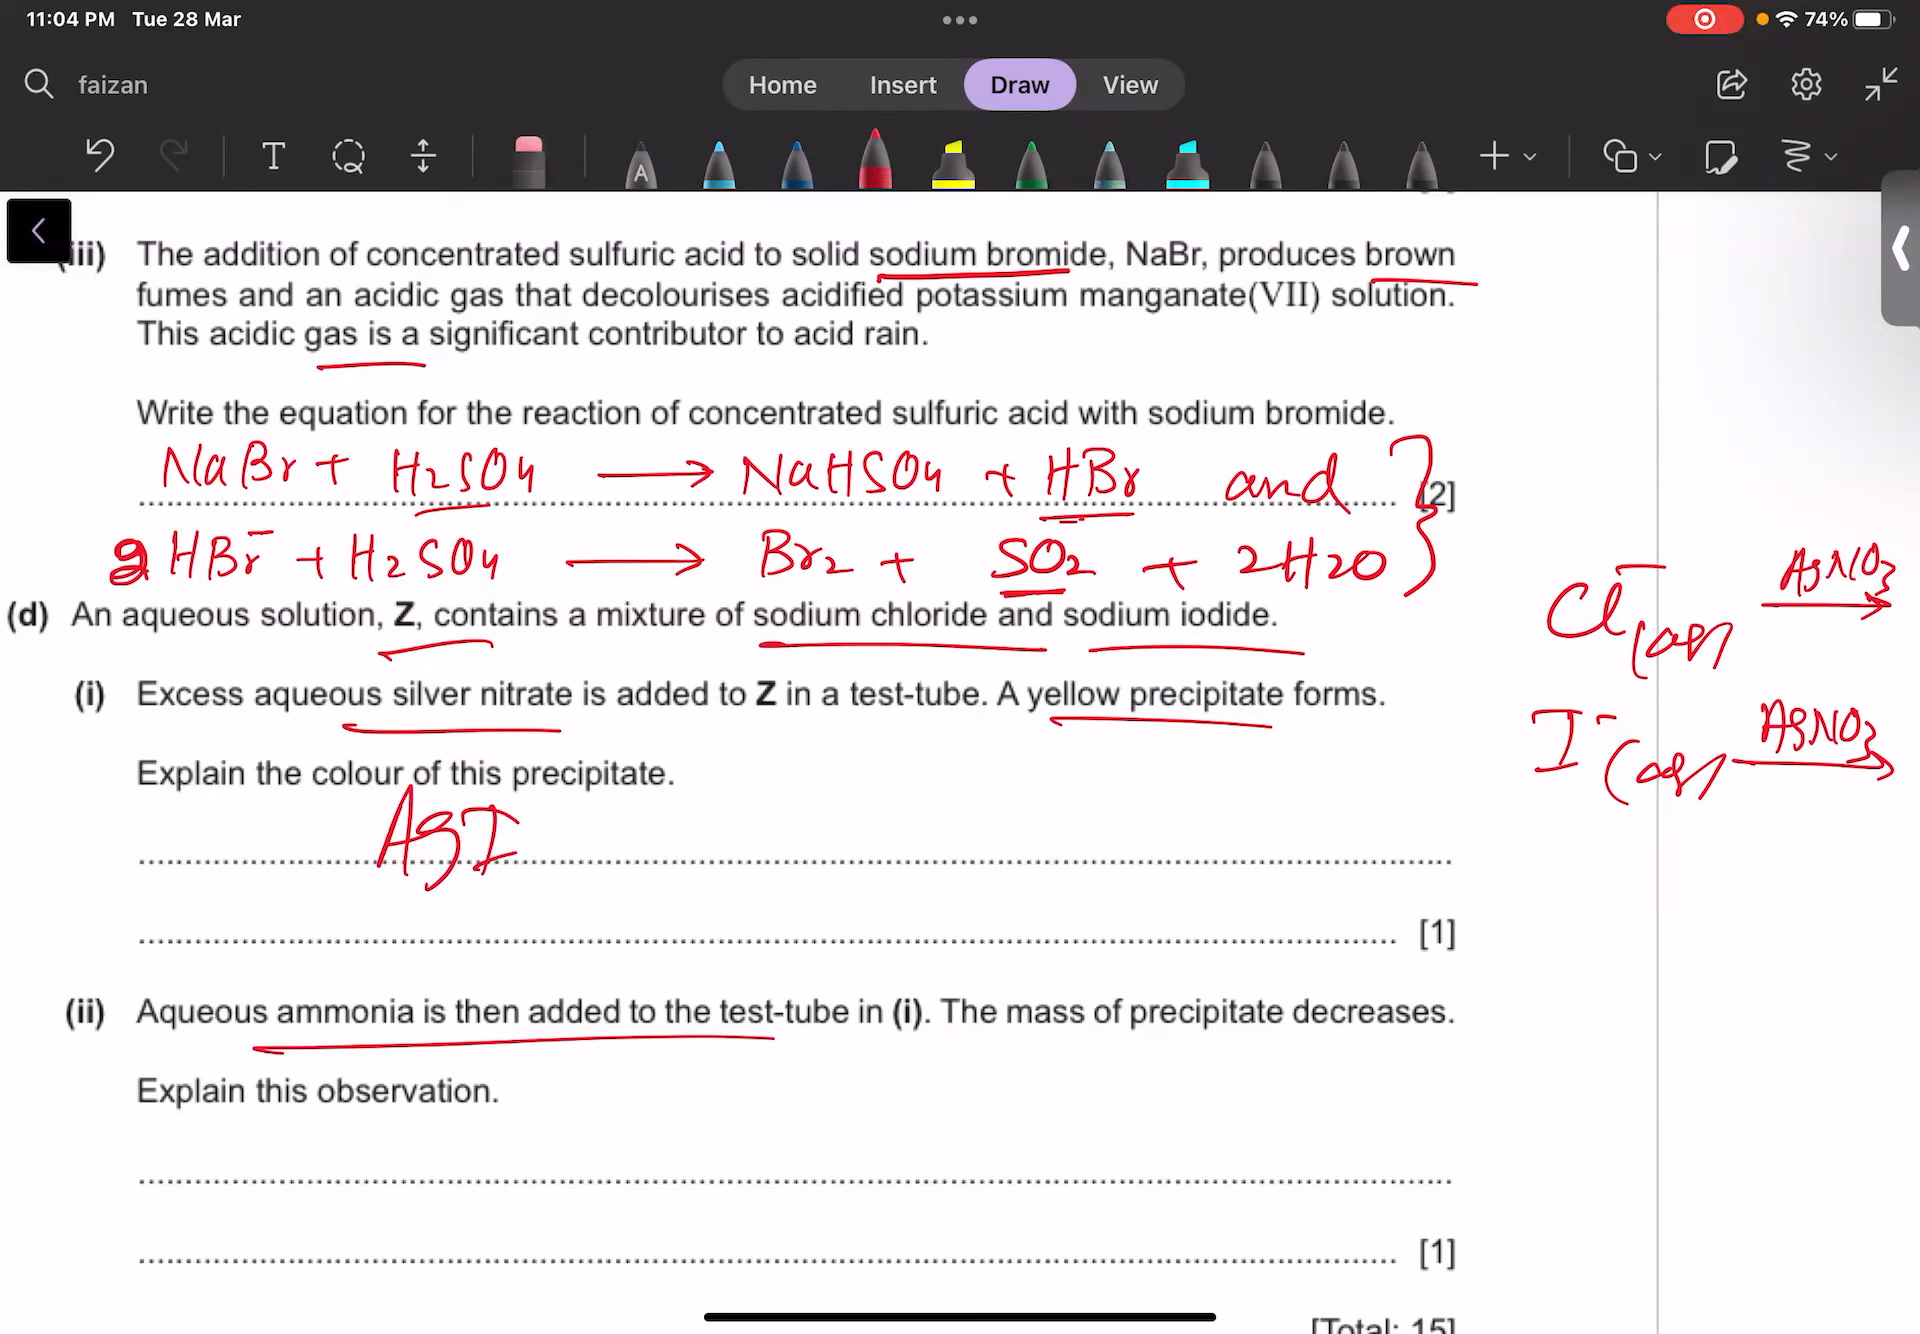 11:04 PM Tue 28 Mar
74%
faizan
Home Insert Draw View
T
A
(iii) The addition of concentrated sulfuric acid to solid sodium bromide, NaBr, produces brown
fumes and an acidic gas that decolourises acidified potassium manganate(VII) solution.
This acidic gas is a significant contributor to acid rain.
Write the equation for the reaction of concentrated sulfuric acid with sodium bromide.
NaBr + H2SO4 → NaHSO4 + HBr and
[2]
2HBr⁻ + H2SO4 → Br2 + SO2 + 2H2O
(d) An aqueous solution, Z, contains a mixture of sodium chloride and sodium iodide.
Cl⁻(aq) AgNO3 →
(i) Excess aqueous silver nitrate is added to Z in a test-tube. A yellow precipitate forms.
I⁻(aq) AgNO3 →
Explain the colour of this precipitate.
AgI
[1]
(ii) Aqueous ammonia is then added to the test-tube in (i). The mass of precipitate decreases.
Explain this observation.
[1]
[Total: 15]